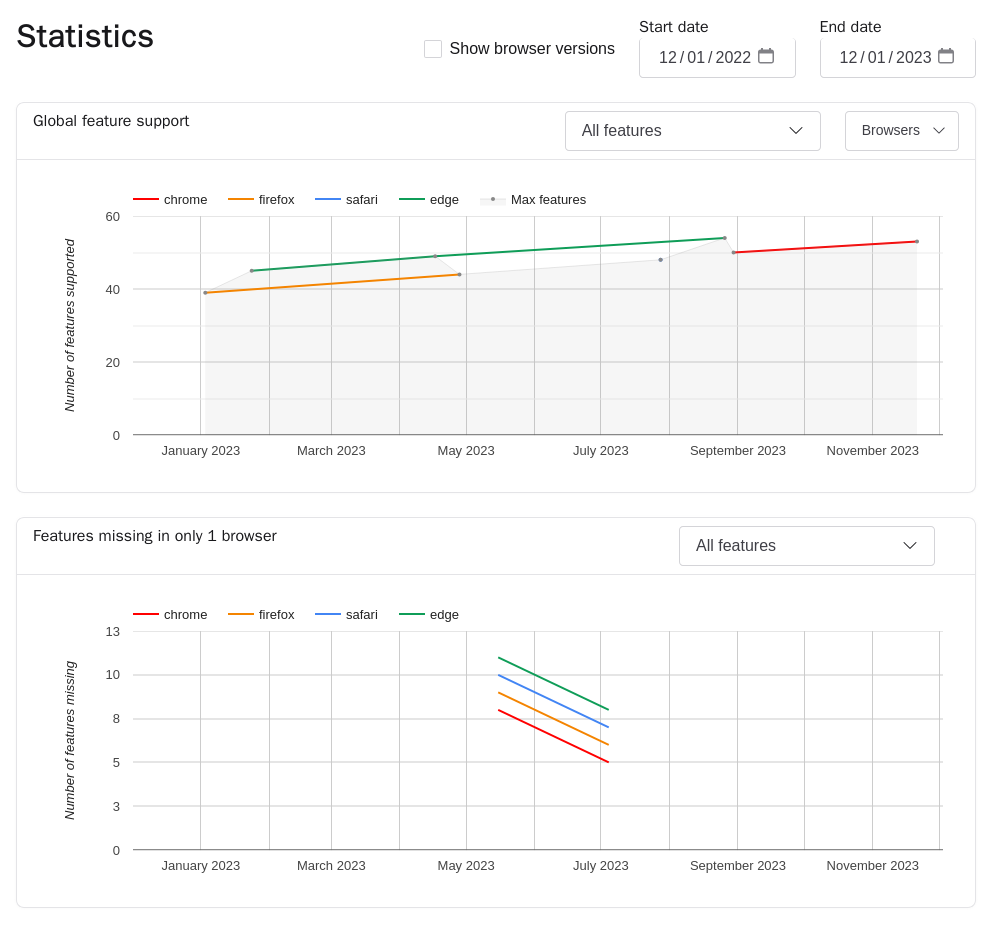 Statistics
Show browser versions
Start date
12/01/2022
End date
12/01/2023
Global feature support
All features
Browsers
chrome firefox safari edge Max features
Number of features supported
60
40
20
0
January 2023 March 2023 May 2023 July 2023 September 2023 November 2023
Features missing in only 1 browser
All features
chrome firefox safari edge
Number of features missing
13
10
8
5
3
0
January 2023 March 2023 May 2023 July 2023 September 2023 November 2023